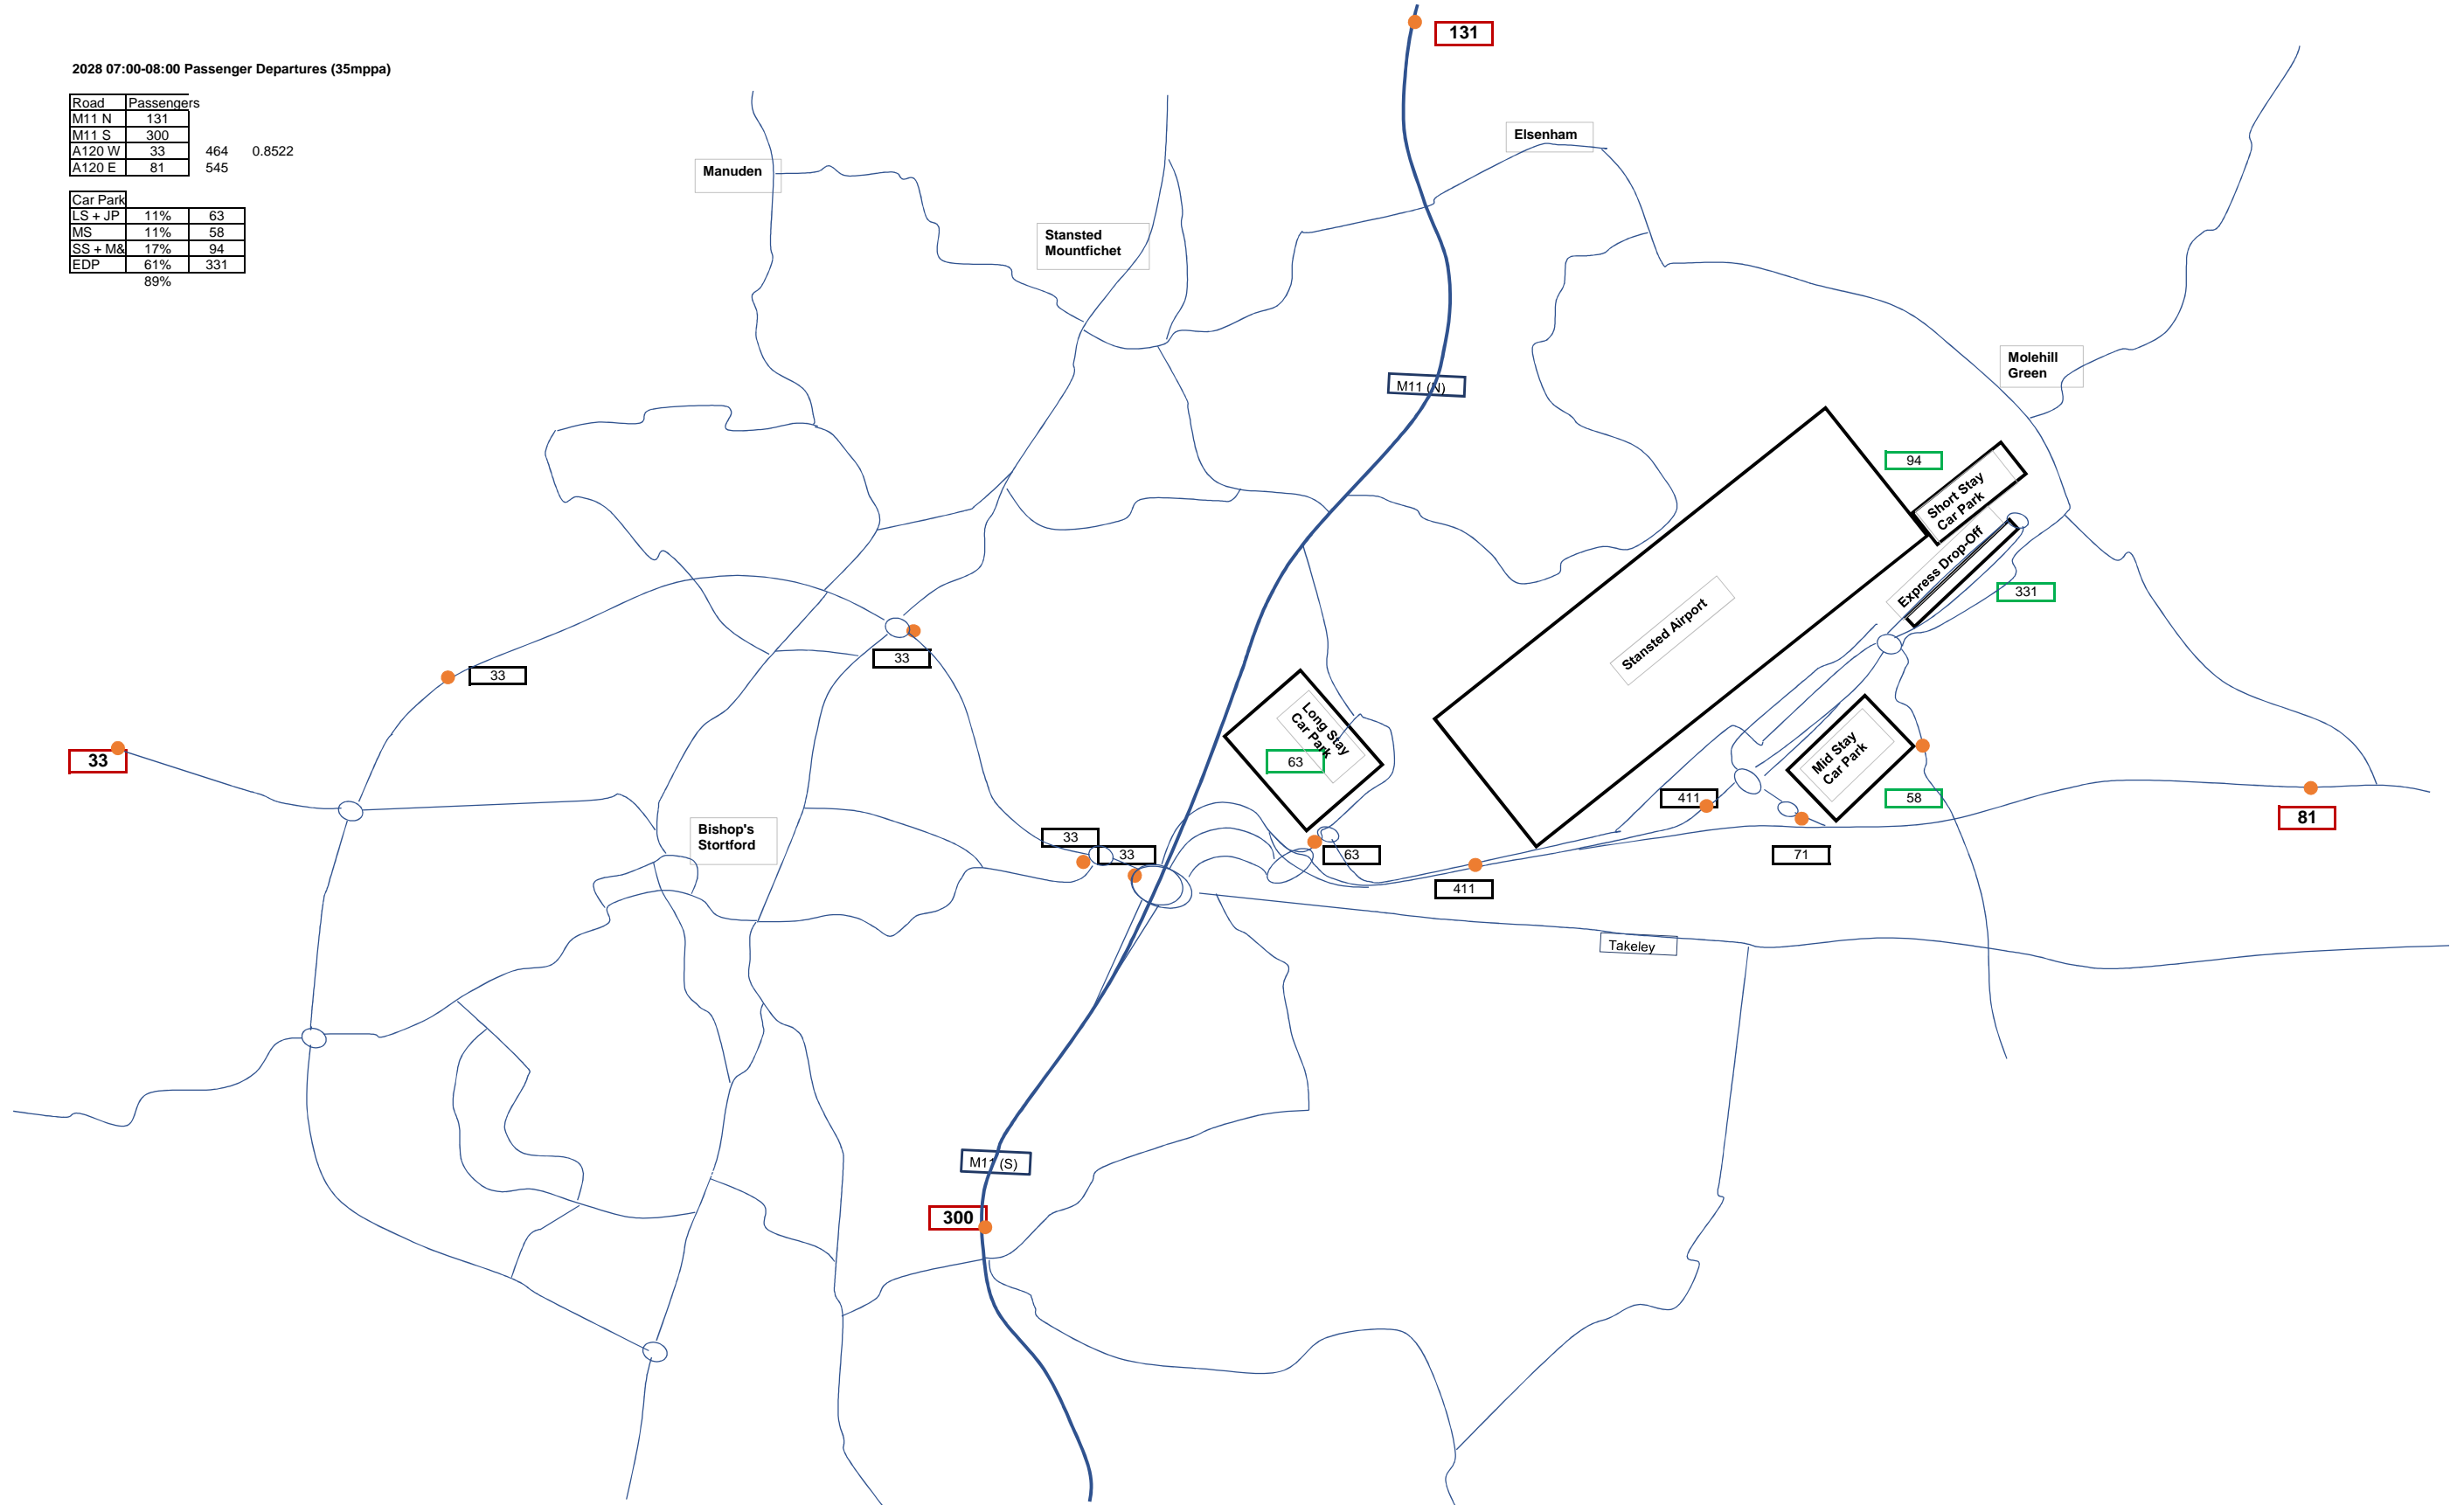 131
2028 07:00-08:00 Passenger Departures (35mppa)
Road Passengers
M11 N 131
M11 S 300
A120 W 33 464 0.8522
A120 E 81 545
Car Park
LS + JP 11% 63
MS 11% 58
SS + M& 17% 94
EDP 61% 331
89%
Elsenham
Manuden
Stansted
Mountfichet
Molehill
Green
M11 (N)
94
Short Stay
Car Park
Express Drop-Off
331
Stansted Airport
33
33
33
Long Stay
Car Park
63
Mid Stay
Car Park
411
58
81
Bishop's
Stortford
33
33
63
71
411
Takeley
M11 (S)
300